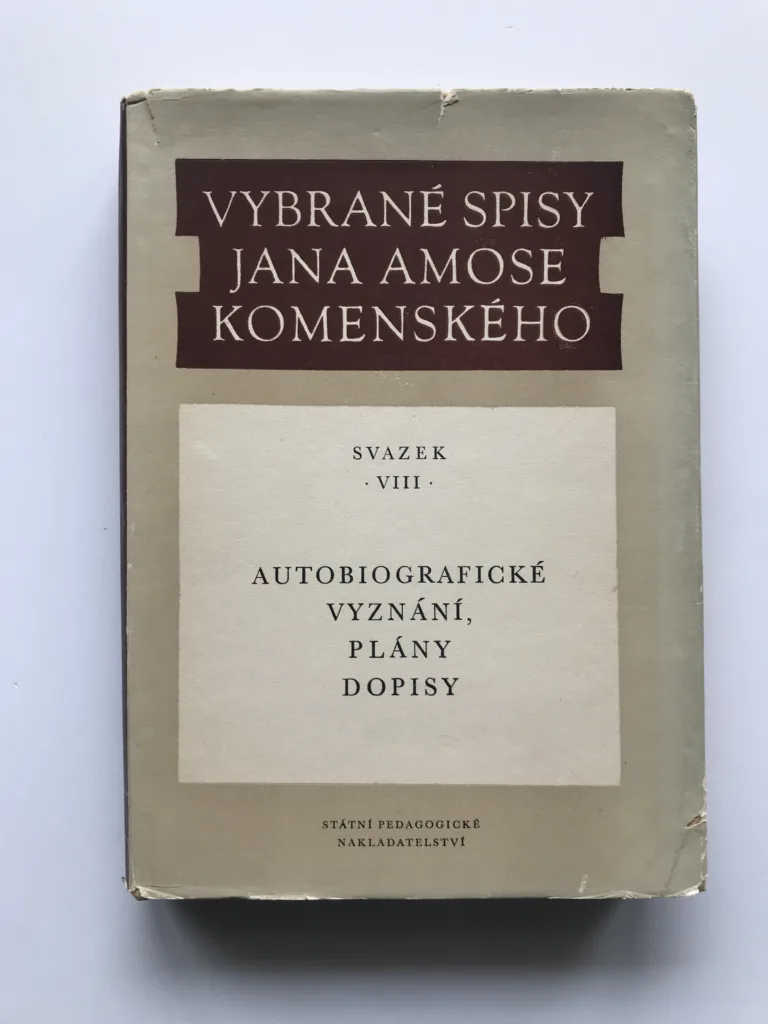 VYBRANÉ SPISY
JANA AMOSE
KOMENSKÉHO
SVAZEK
· VIII ·
AUTOBIOGRAFICKÉ
VYZNÁNÍ,
PLÁNY
DOPISY
STÁTNÍ PEDAGOGICKÉ
NAKLADATELSTVÍ